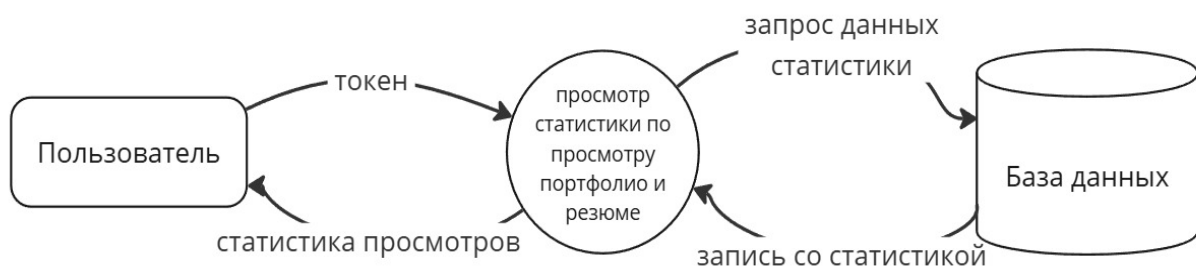 запрос данных
статистики
токен
Пользователь
просмотр
статистики по
просмотру
портфолио и
резюме
База данных
статистика просмотров
запись со статистикой